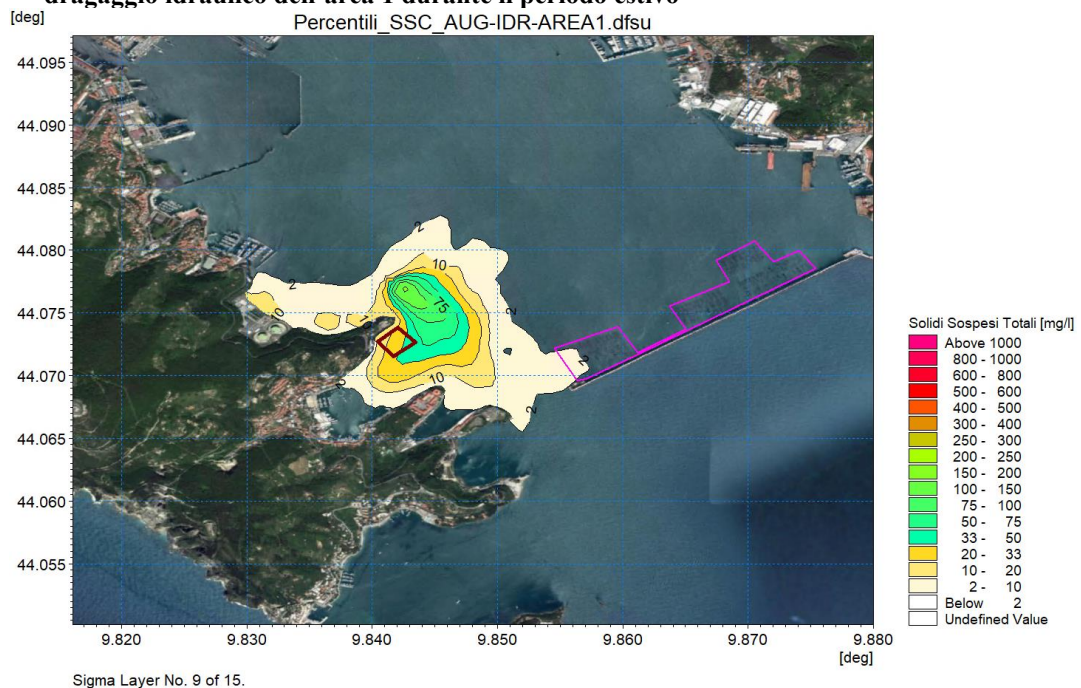 dragaggio idraulico dell'area 1 durante il periodo estivo
[deg]
Percentili_SSC_AUG-IDR-AREA1.dfsu
44.095
44.090
44.085
44.080
44.075
44.070
44.065
44.060
44.055
2
10
2
75
10
2
10
2
2
9.820
9.830
9.840
9.850
9.860
9.870
9.880
[deg]
Solidi Sospesi Totali [mg/l]
Above 1000
800 - 1000
600 - 800
500 - 600
400 - 500
300 - 400
250 - 300
200 - 250
150 - 200
100 - 150
75 - 100
50 - 75
33 - 50
20 - 33
10 - 20
2 - 10
Below 2
Undefined Value
Sigma Layer No. 9 of 15.